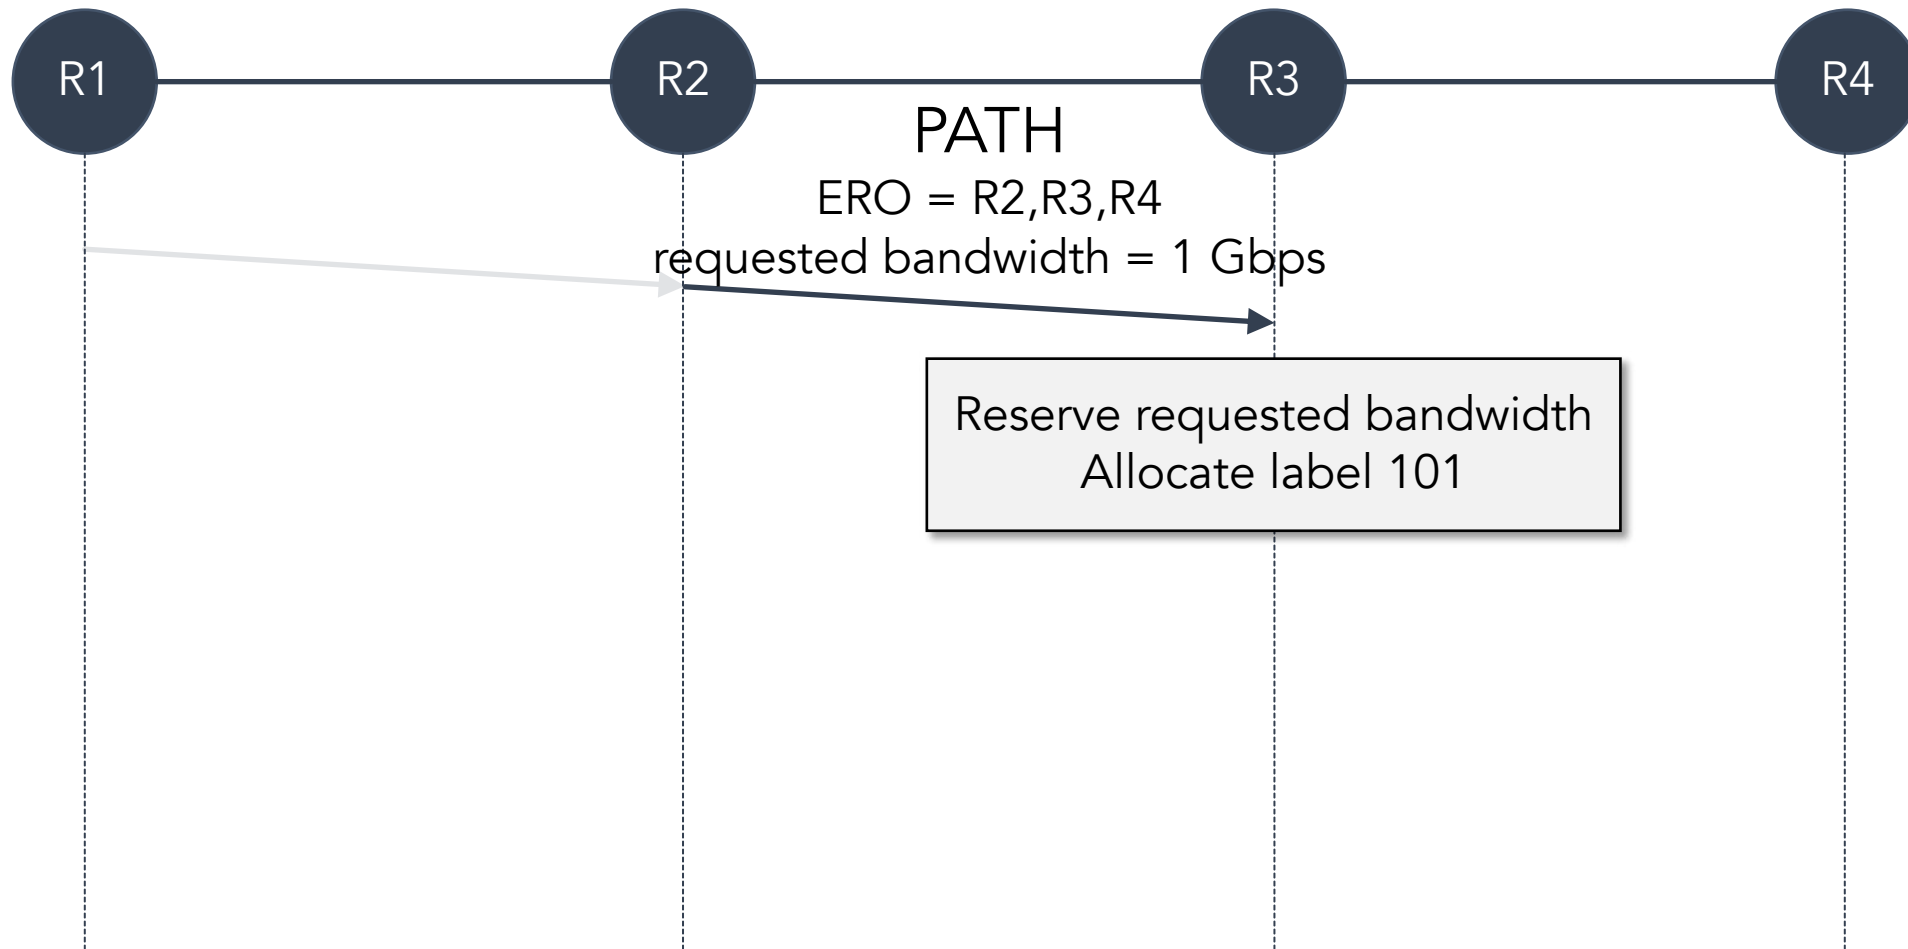 R1
R2
R3
R4
PATH
ERO = R2,R3,R4
requested bandwidth = 1 Gbps
Reserve requested bandwidth
Allocate label 101